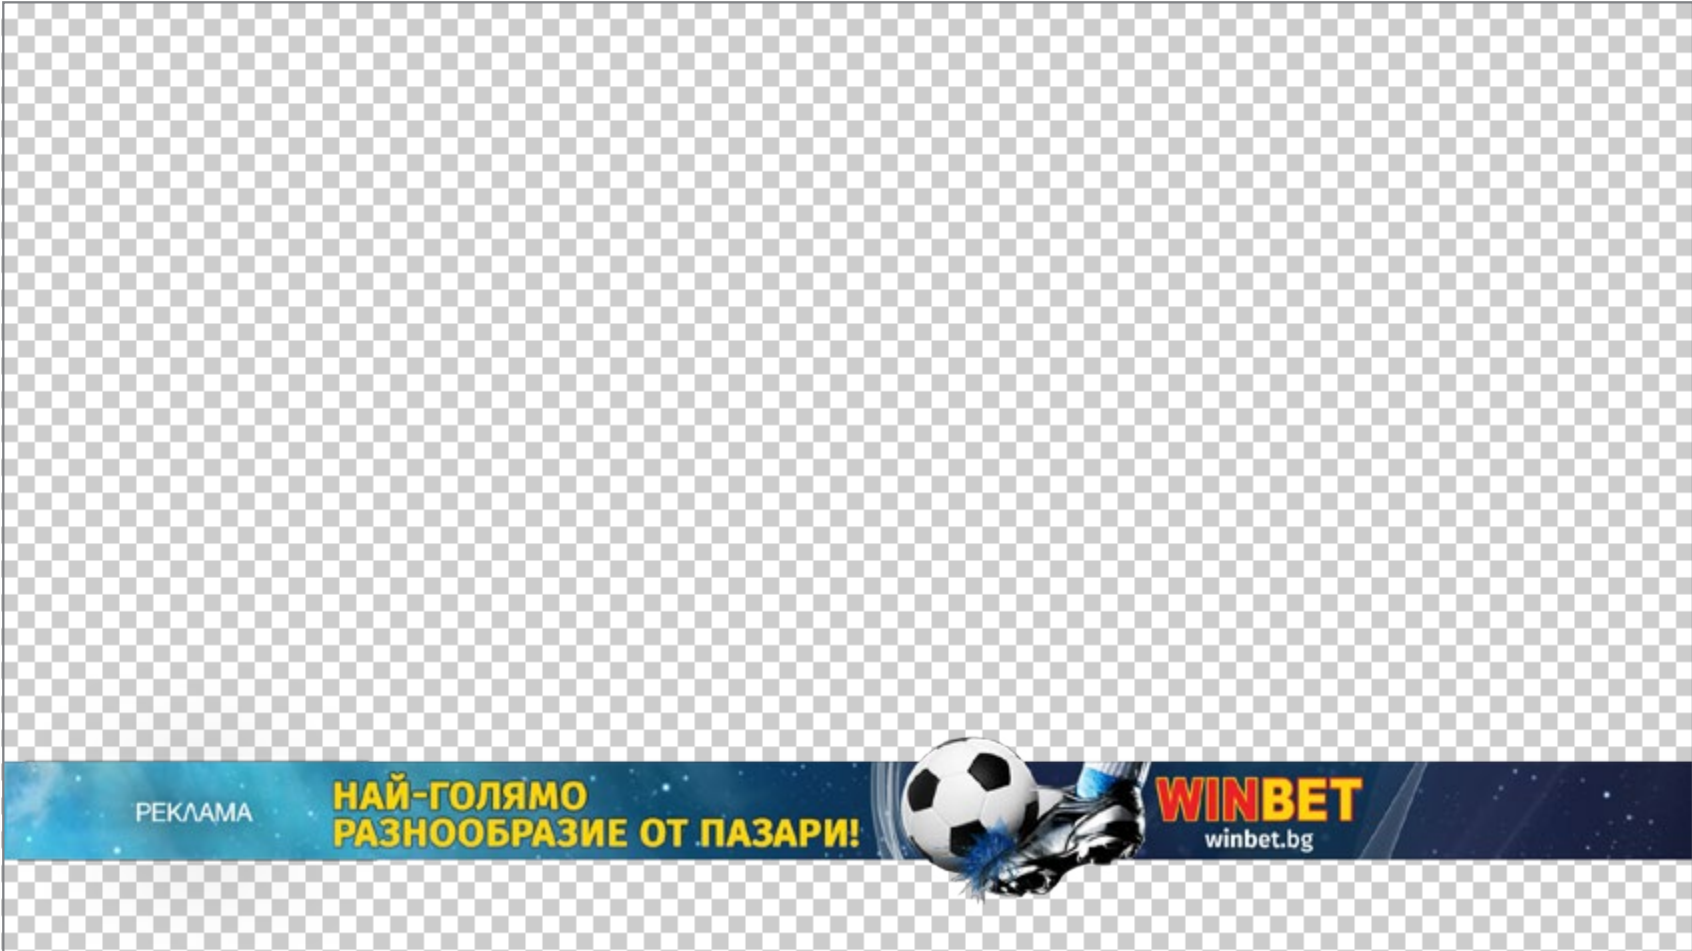 РЕКЛАМА
НАЙ-ГОЛЯМО
РАЗНООБРАЗИЕ ОТ ПАЗАРИ!
WINBET
winbet.bg